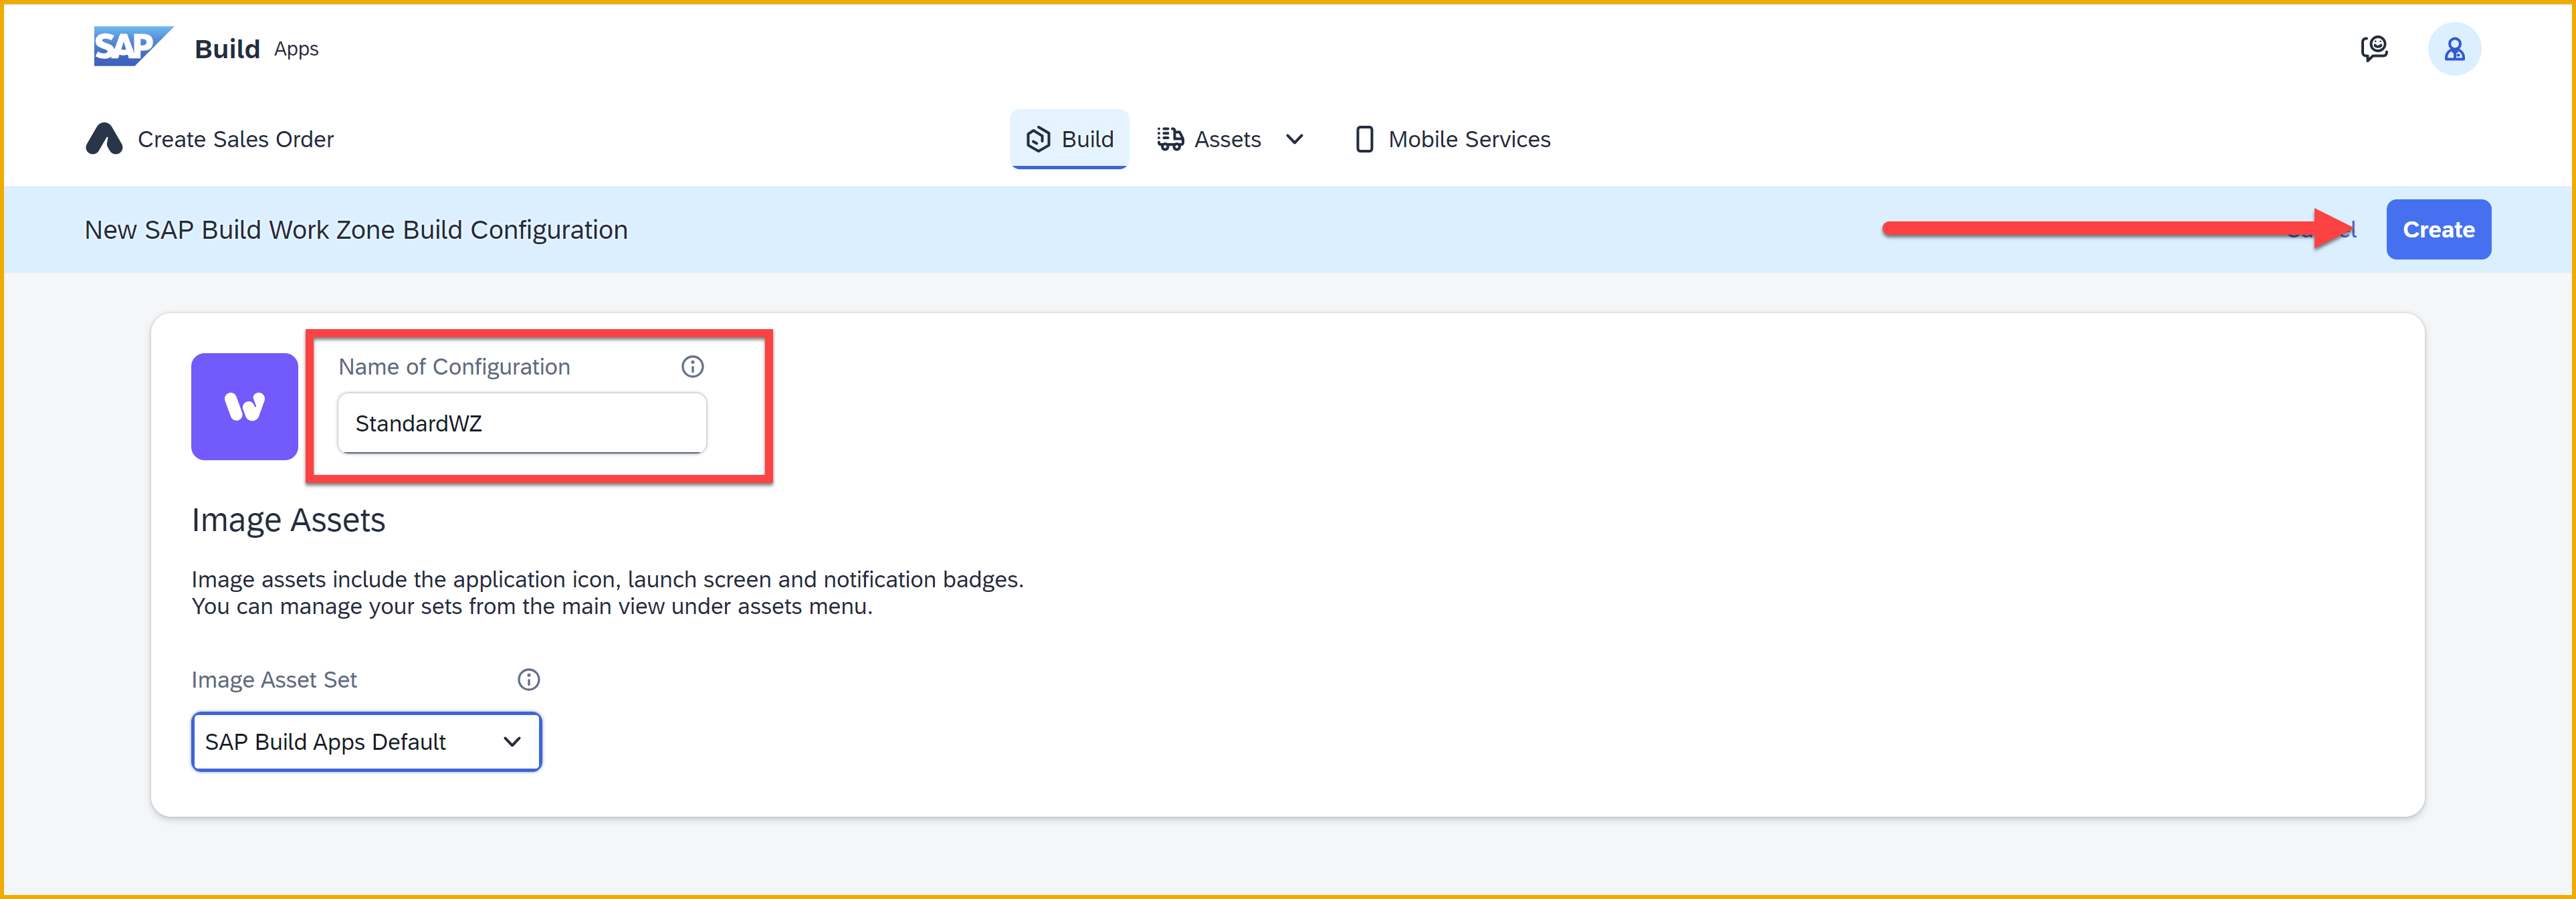 SAP Build Apps
Create Sales Order
Build Assets Mobile Services
New SAP Build Work Zone Build Configuration
Create
Name of Configuration
StandardWZ
Image Assets
Image assets include the application icon, launch screen and notification badges.
You can manage your sets from the main view under assets menu.
Image Asset Set
SAP Build Apps Default